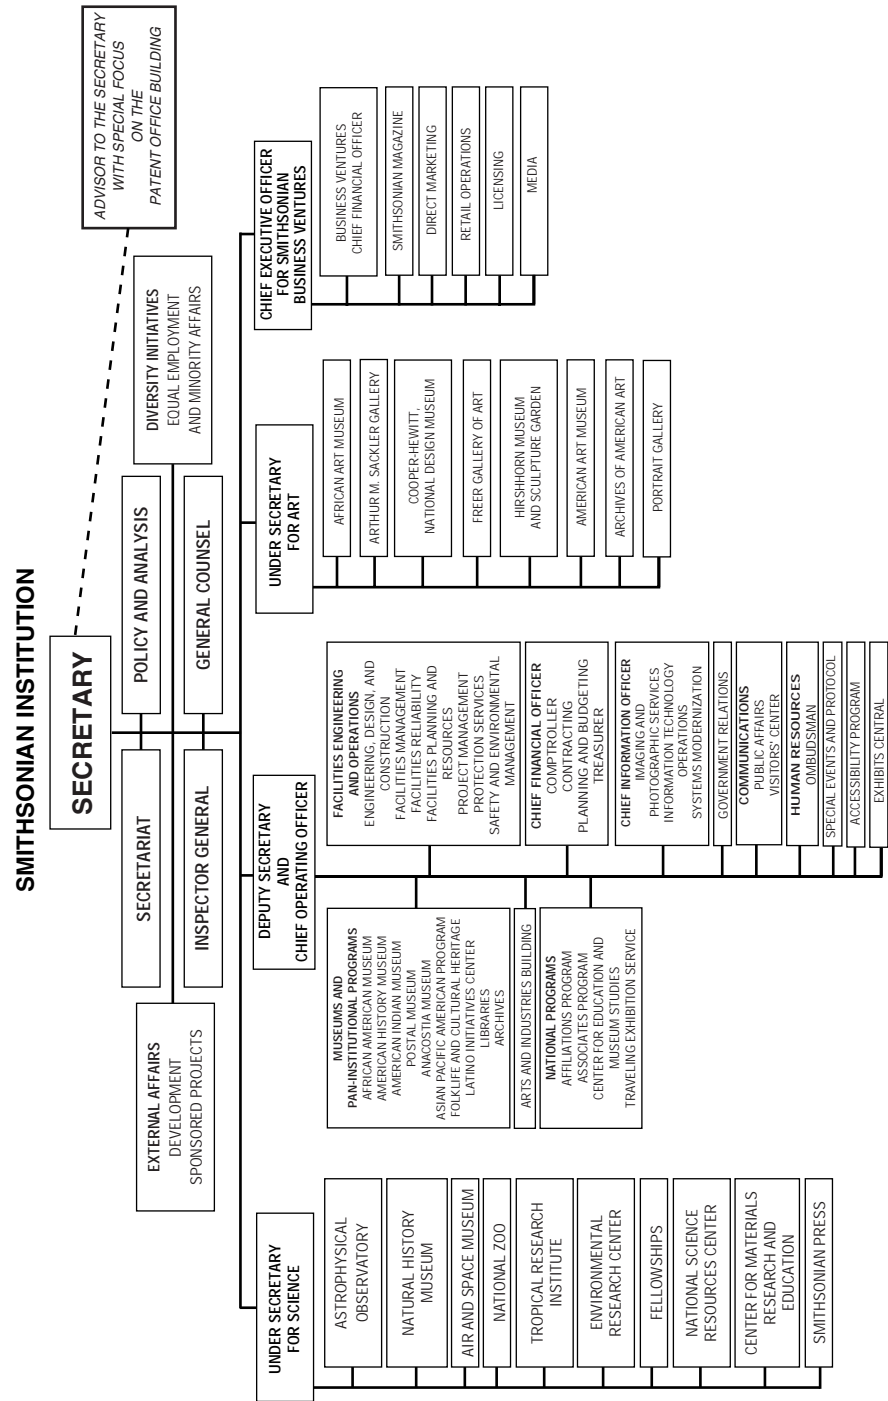 SMITHSONIAN INSTITUTION
SECRETARY
ADVISOR TO THE SECRETARY
WITH SPECIAL FOCUS
ON THE
PATENT OFFICE BUILDING
SECRETARIAT
POLICY AND ANALYSIS
EXTERNAL AFFAIRS
DEVELOPMENT
SPONSORED PROJECTS
DIVERSITY INITIATIVES
EQUAL EMPLOYMENT
AND MINORITY AFFAIRS
INSPECTOR GENERAL
GENERAL COUNSEL
UNDER SECRETARY
FOR SCIENCE
ASTROPHYSICAL
OBSERVATORY
NATURAL HISTORY
MUSEUM
AIR AND SPACE MUSEUM
NATIONAL ZOO
TROPICAL RESEARCH
INSTITUTE
ENVIRONMENTAL
RESEARCH CENTER
FELLOWSHIPS
NATIONAL SCIENCE
RESOURCES CENTER
CENTER FOR MATERIALS
RESEARCH AND
EDUCATION
SMITHSONIAN PRESS
DEPUTY SECRETARY
AND
CHIEF OPERATING OFFICER
MUSEUMS AND
PAN-INSTITUTIONAL PROGRAMS
AFRICAN AMERICAN MUSEUM
AMERICAN HISTORY MUSEUM
AMERICAN INDIAN MUSEUM
POSTAL MUSEUM
ANACOSTIA MUSEUM
ASIAN PACIFIC AMERICAN PROGRAM
FOLKLIFE AND CULTURAL HERITAGE
LATINO INITIATIVES CENTER
LIBRARIES
ARCHIVES
ARTS AND INDUSTRIES BUILDING
NATIONAL PROGRAMS
AFFILIATIONS PROGRAM
ASSOCIATES PROGRAM
CENTER FOR EDUCATION AND
MUSEUM STUDIES
TRAVELING EXHIBITION SERVICE
FACILITIES ENGINEERING
AND OPERATIONS
ENGINEERING, DESIGN, AND
CONSTRUCTION
FACILITIES MANAGEMENT
FACILITIES RELIABILITY
FACILITIES PLANNING AND
RESOURCES
PROJECT MANAGEMENT
PROTECTION SERVICES
SAFETY AND ENVIRONMENTAL
MANAGEMENT
CHIEF FINANCIAL OFFICER
COMPTROLLER
CONTRACTING
PLANNING AND BUDGETING
TREASURER
CHIEF INFORMATION OFFICER
IMAGING AND
PHOTOGRAPHIC SERVICES
INFORMATION TECHNOLOGY
OPERATIONS
SYSTEMS MODERNIZATION
GOVERNMENT RELATIONS
COMMUNICATIONS
PUBLIC AFFAIRS
VISITORS' CENTER
HUMAN RESOURCES
OMBUDSMAN
SPECIAL EVENTS AND PROTOCOL
ACCESSIBILITY PROGRAM
EXHIBITS CENTRAL
UNDER SECRETARY
FOR ART
AFRICAN ART MUSEUM
ARTHUR M. SACKLER GALLERY
COOPER-HEWITT,
NATIONAL DESIGN MUSEUM
FREER GALLERY OF ART
HIRSHHORN MUSEUM
AND SCULPTURE GARDEN
AMERICAN ART MUSEUM
ARCHIVES OF AMERICAN ART
PORTRAIT GALLERY
CHIEF EXECUTIVE OFFICER
FOR SMITHSONIAN
BUSINESS VENTURES
BUSINESS VENTURES
CHIEF FINANCIAL OFFICER
SMITHSONIAN MAGAZINE
DIRECT MARKETING
RETAIL OPERATIONS
LICENSING
MEDIA